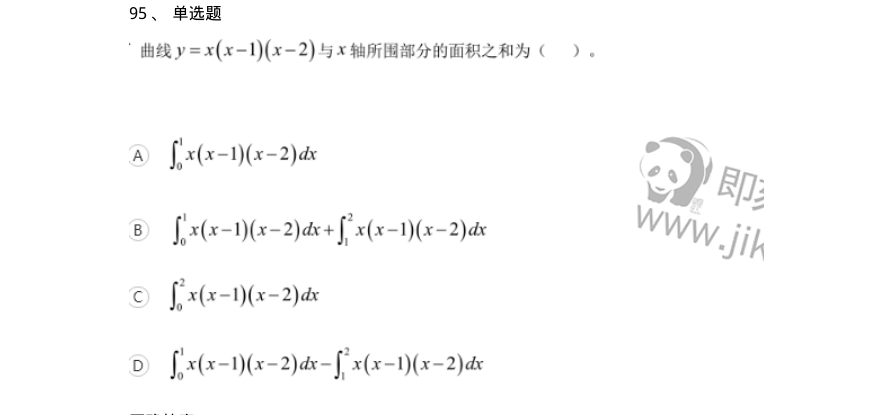 95 、 单选题
曲线 y = x(x−1)(x−2) 与 x 轴所围部分的面积之和为（　　）。
A ∫₀¹ x(x−1)(x−2)dx
即
www.jik
B ∫₀¹ x(x−1)(x−2)dx + ∫₁² x(x−1)(x−2)dx
C ∫₀² x(x−1)(x−2)dx
D ∫₀¹ x(x−1)(x−2)dx − ∫₁² x(x−1)(x−2)dx